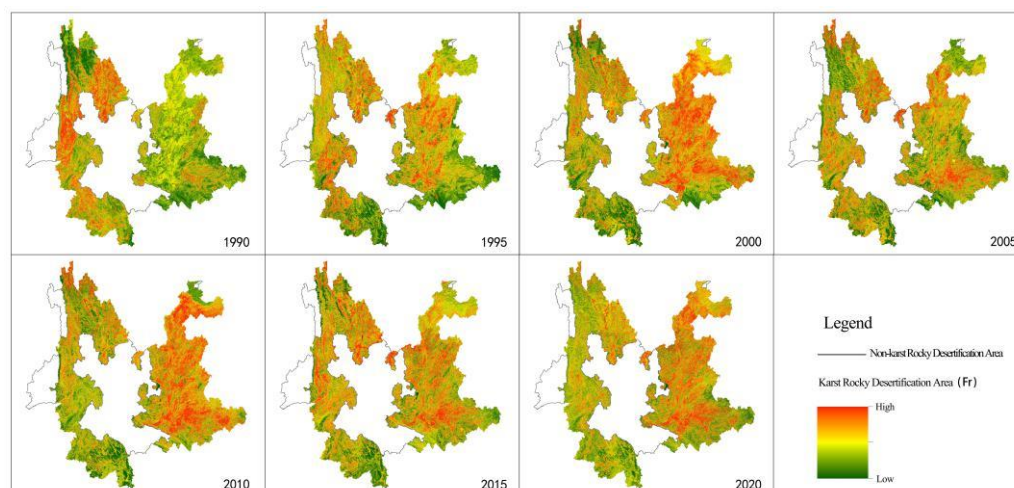 1990
1995
2000
2005
2010
2015
2020
Legend
Non-karst Rocky Desertification Area
Karst Rocky Desertification Area (Fr)
High
Low